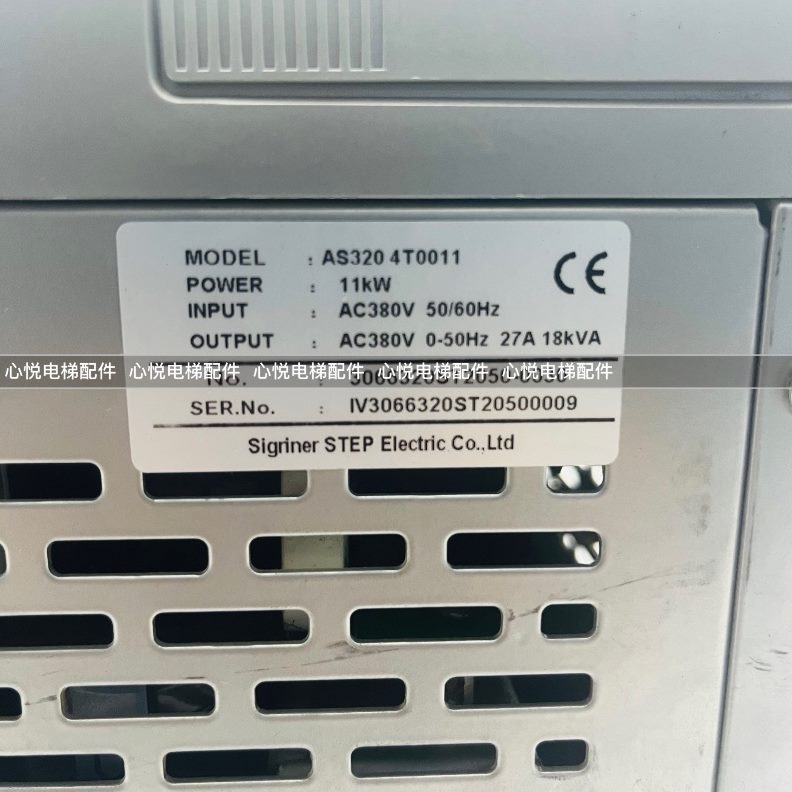 MODEL : AS320 4T0011
POWER : 11kW
INPUT : AC380V 50/60Hz
OUTPUT : AC380V 0-50Hz 27A 18kVA
CE
心悦电梯配件 心悦电梯配件 心悦电梯配件 心悦电梯配件 心悦电梯配件
NO. :
SER.No. : IV3066320ST20500009
Sigriner STEP Electric Co.,Ltd